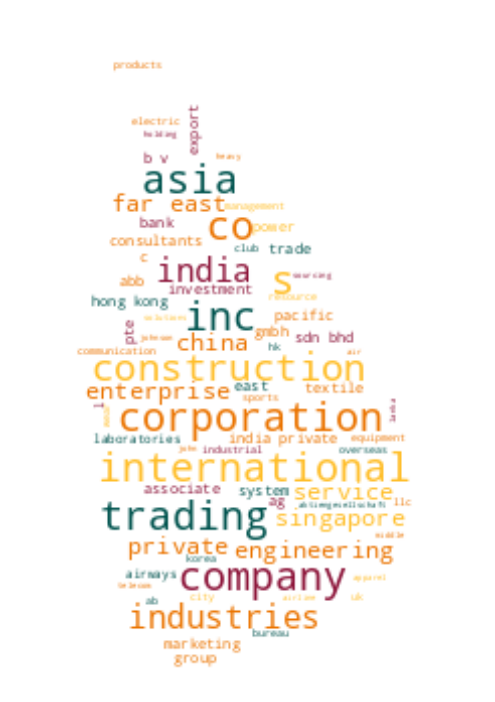 products
electric
export
holding
b v
heavy
asia
far east
management
bank
co
power
consultants
club
trade
c
india
s
sourcing
abb
investment
resource
hong kong
inc
pacific
solutions
pte
gmbh
johnson
china
sdn bhd
hk
communication
air
construction
enterprise
east
textile
sports
l
corporation
laboratories
india private
equipment
industrial
overseas
international
associate
system
service
ag
aktiengesellschaft
llc
trading
singapore
middle
private
engineering
korea
airways
company
apparel
telecom
ab
city
airline
uk
industries
bureau
marketing
group